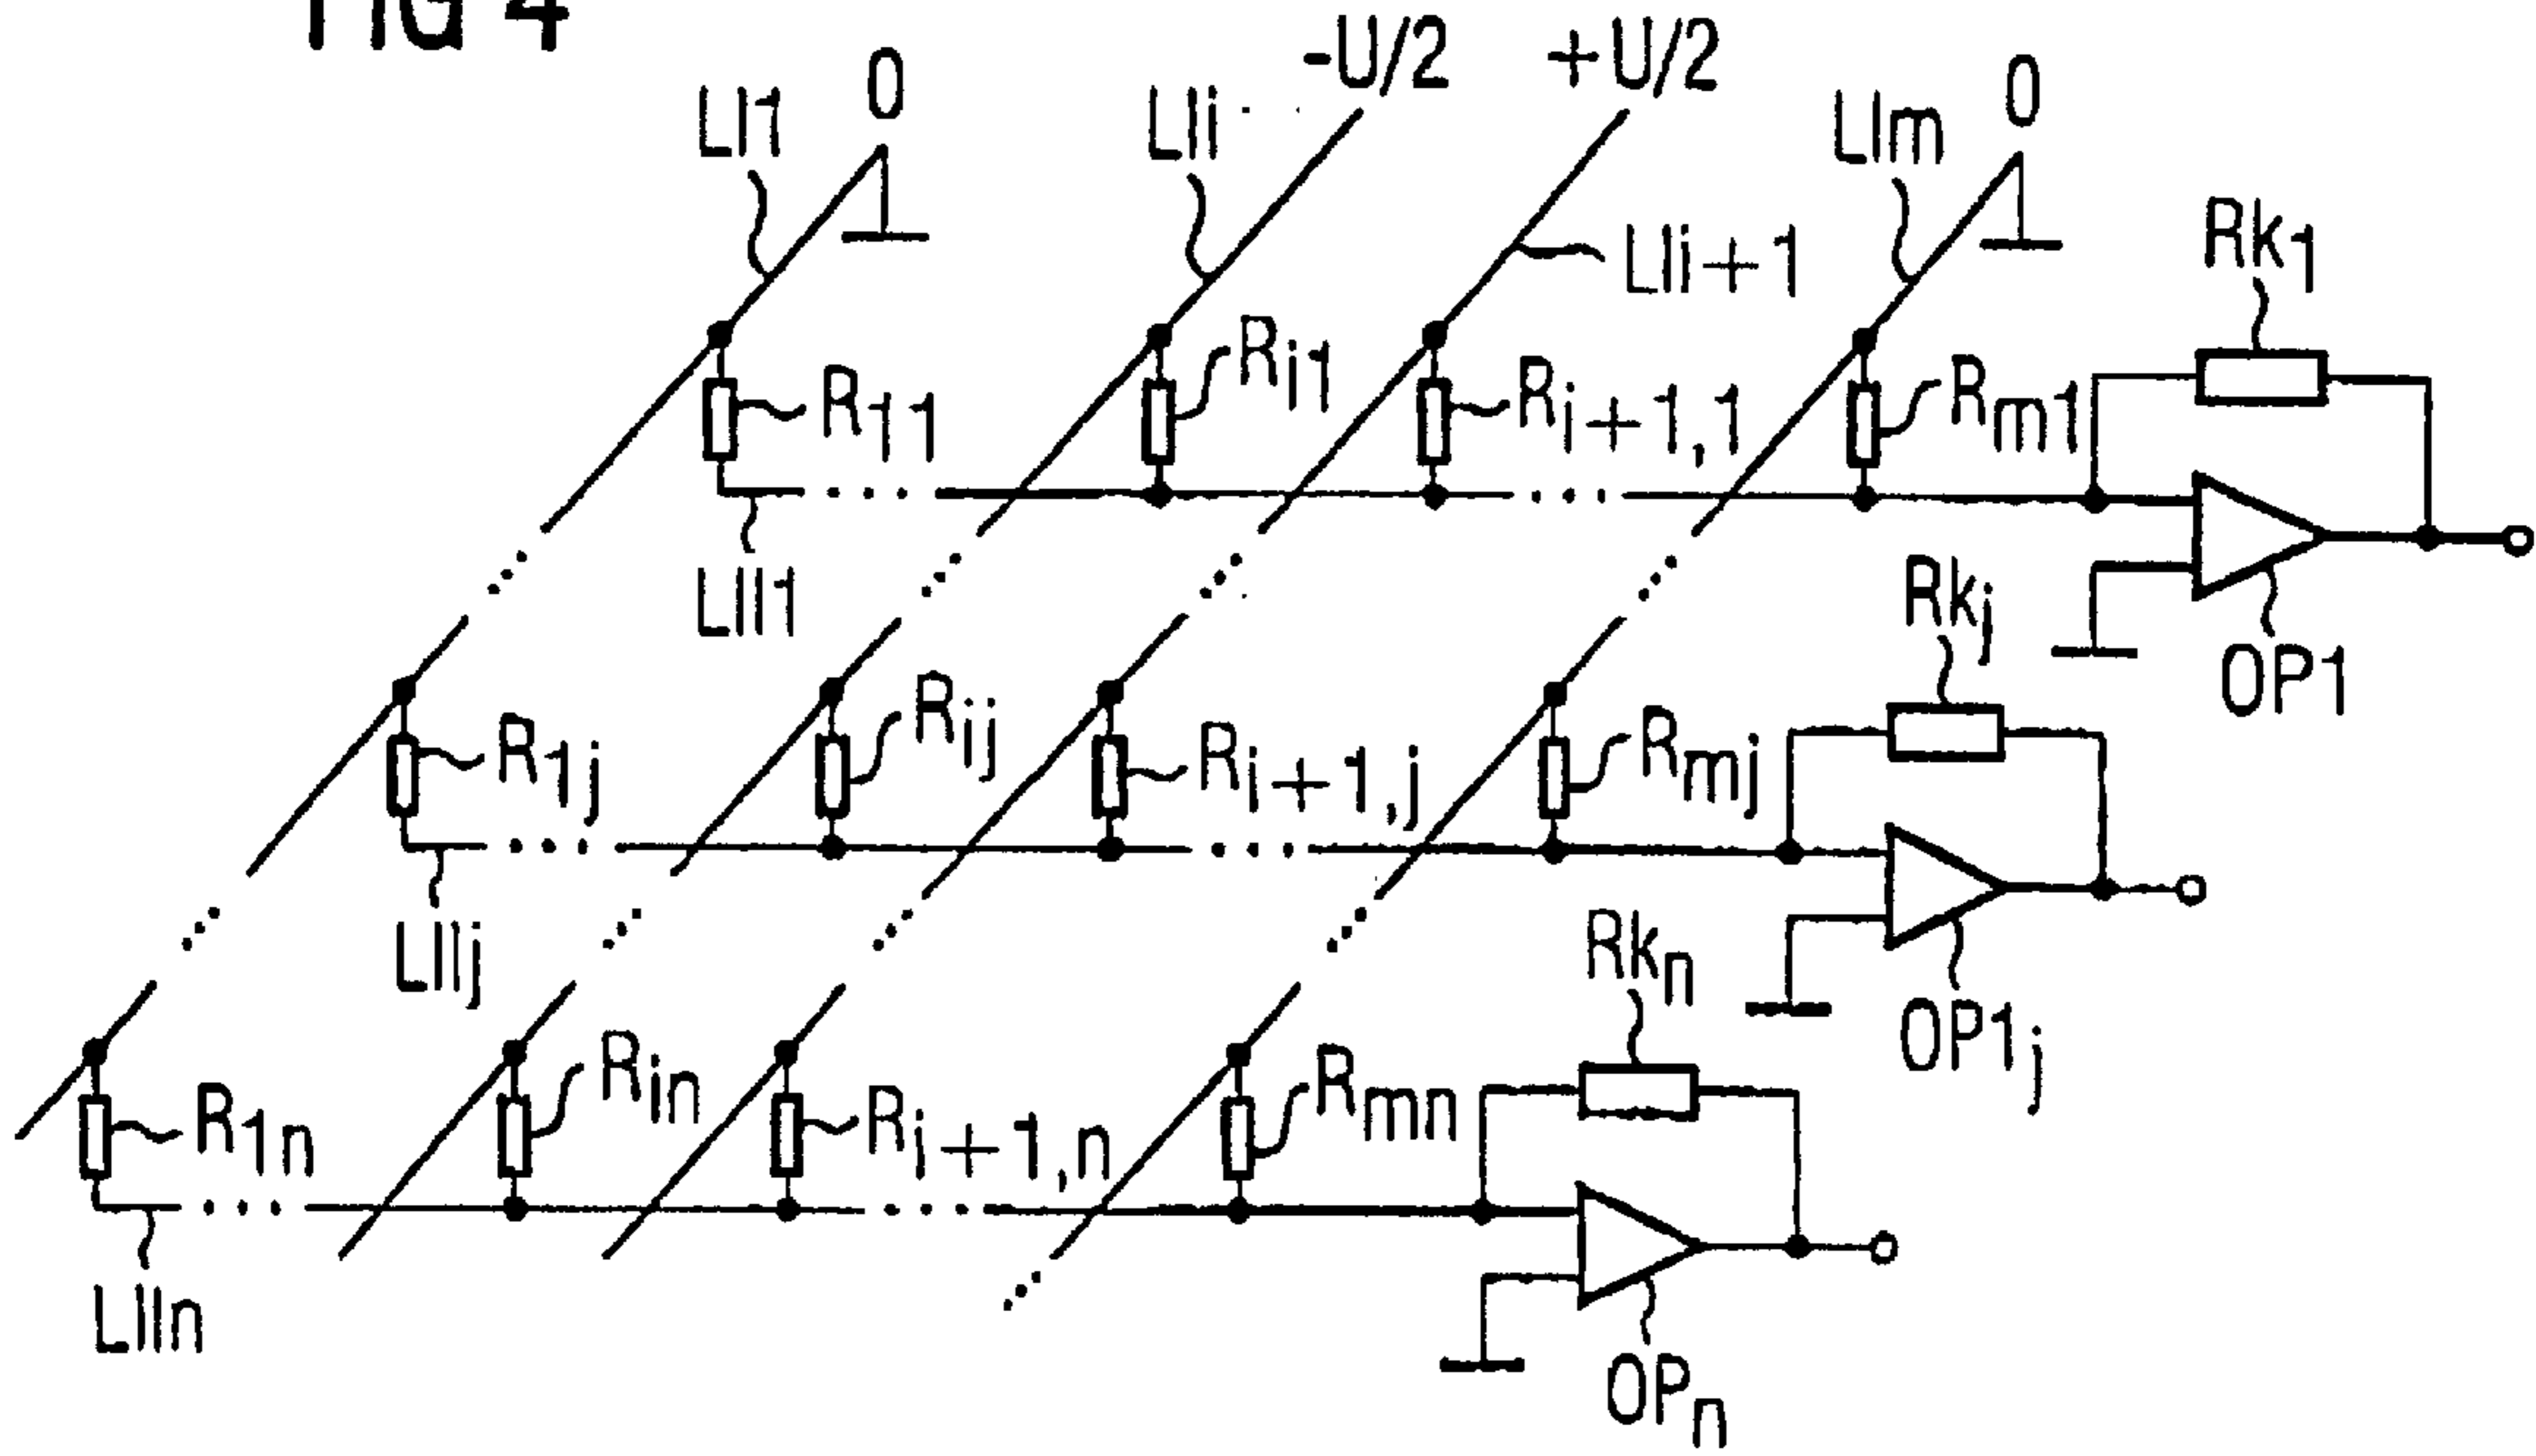 FIG 4
LI1 0 LIi -U/2 +U/2 LIm 0
LIi+1 Rk1
R11 Ri1 Ri+1,1 Rm1
LII1 Rkj OP1
R1j Rij Ri+1,j Rmj
LIIj Rkn OP1j
R1n Rin Ri+1,n Rmn
LIIn OPn